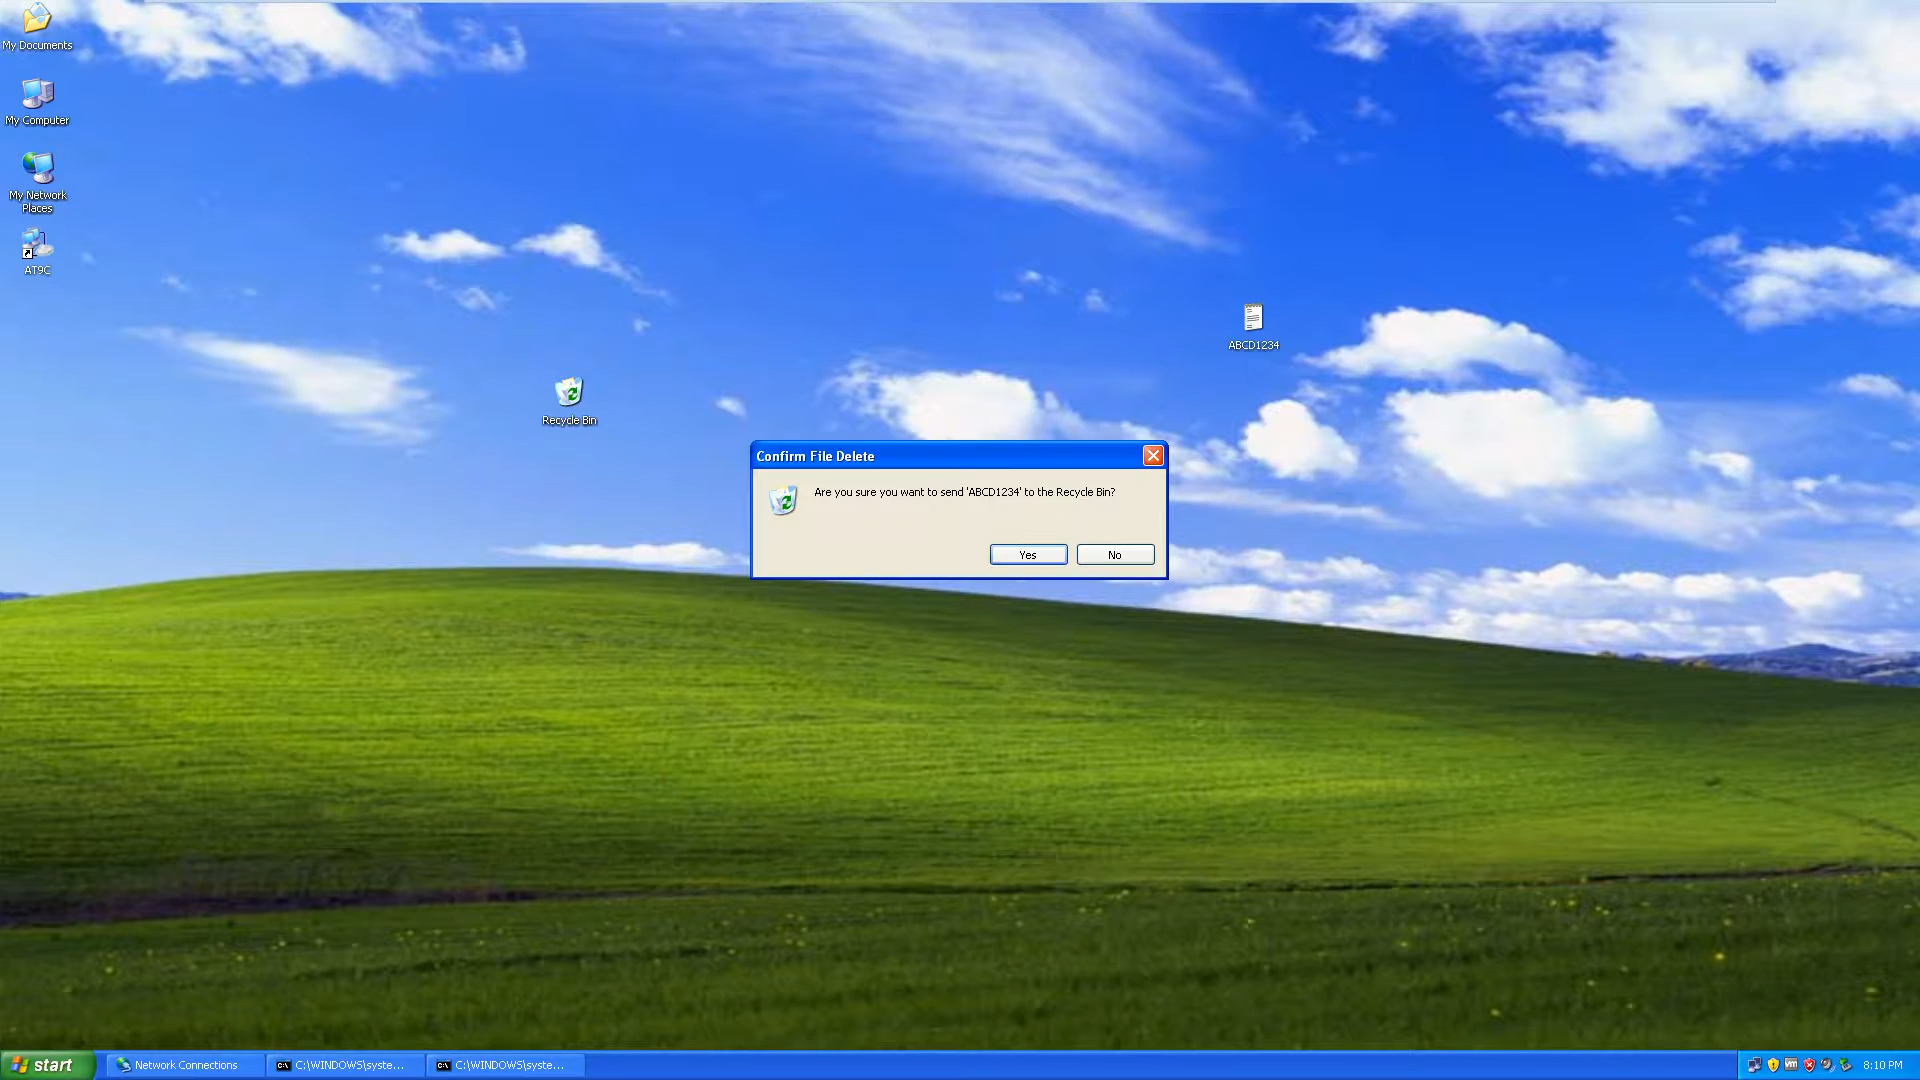 My Documents
My Computer
My Network
Places
AT9C
ABCD1234
Recycle Bin
Confirm File Delete
Are you sure you want to send 'ABCD1234' to the Recycle Bin?
Yes
No
start
Network Connections
C:\WINDOWS\syste...
C:\WINDOWS\syste...
8:10 PM